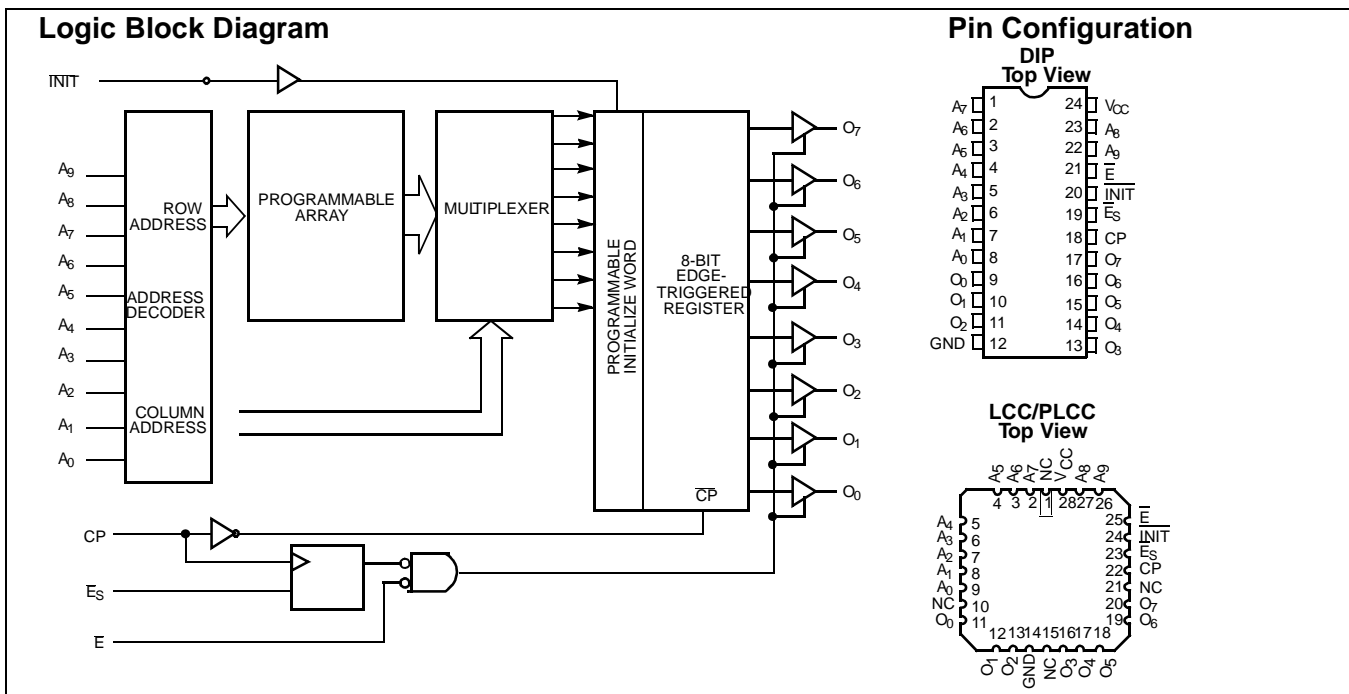 Logic Block Diagram
I̅N̅I̅T̅
A9
A8
A7
A6
A5
A4
A3
A2
A1
A0
ROW
ADDRESS
ADDRESS
DECODER
COLUMN
ADDRESS
PROGRAMMABLE
ARRAY
MULTIPLEXER
PROGRAMMABLE
INITIALIZE WORD
8-BIT
EDGE-
TRIGGERED
REGISTER
C̅P̅
O7
O6
O5
O4
O3
O2
O1
O0
CP
E̅S
E̅
Pin Configuration
DIP
Top View
A7 1
A6 2
A5 3
A4 4
A3 5
A2 6
A1 7
A0 8
O0 9
O1 10
O2 11
GND 12
24 VCC
23 A8
22 A9
21 E̅
20 I̅N̅I̅T̅
19 E̅S
18 CP
17 O7
16 O6
15 O5
14 O4
13 O3
LCC/PLCC
Top View
A5 A6 A7 NC VCC A8 A9
4 3 2 1 28 27 26
A4 5
A3 6
A2 7
A1 8
A0 9
NC 10
O0 11
25 E̅
24 I̅N̅I̅T̅
23 E̅S
22 CP
21 NC
20 O7
19 O6
12 13 14 15 16 17 18
O1 O2 GND NC O3 O4 O5